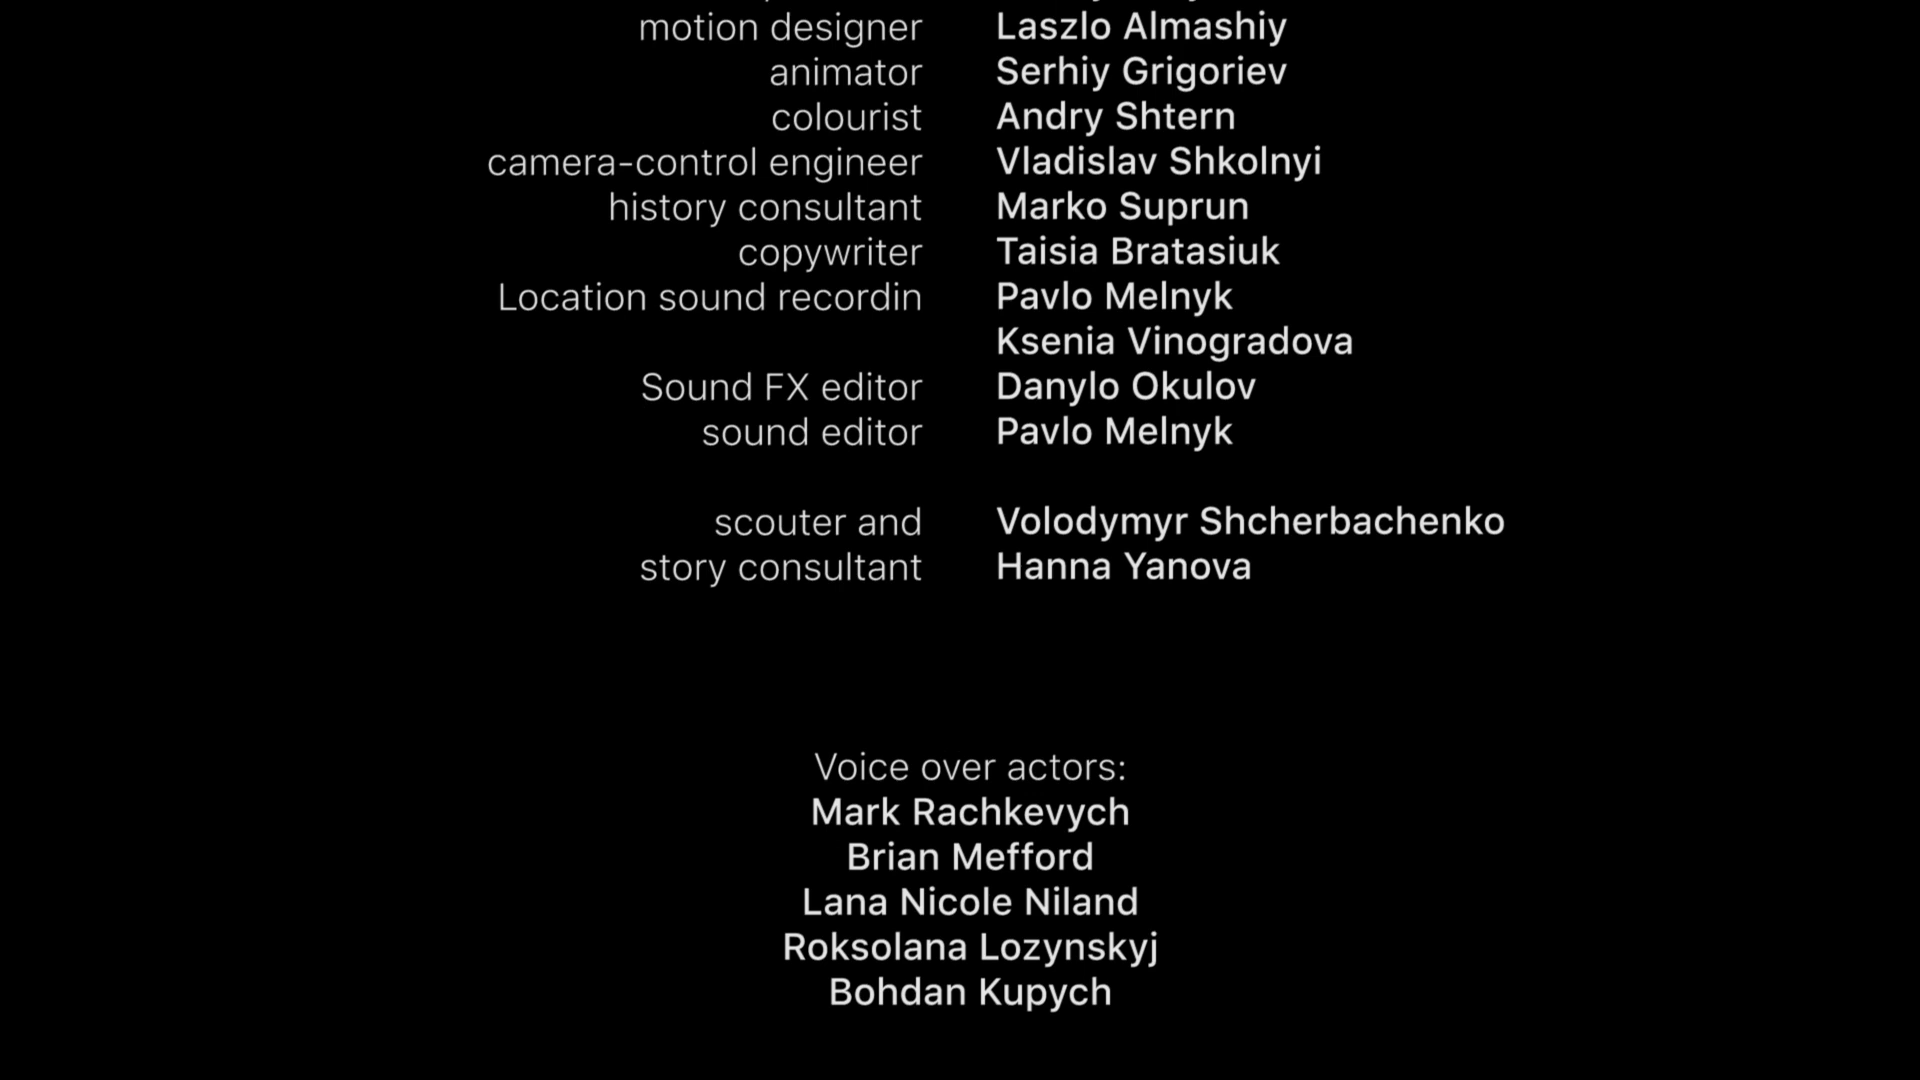 motion designer Laszlo Almashiy
animator Serhiy Grigoriev
colourist Andry Shtern
camera-control engineer Vladislav Shkolnyi
history consultant Marko Suprun
copywriter Taisia Bratasiuk
Location sound recordin Pavlo Melnyk
Ksenia Vinogradova
Sound FX editor Danylo Okulov
sound editor Pavlo Melnyk
scouter and Volodymyr Shcherbachenko
story consultant Hanna Yanova
Voice over actors:
Mark Rachkevych
Brian Mefford
Lana Nicole Niland
Roksolana Lozynskyj
Bohdan Kupych